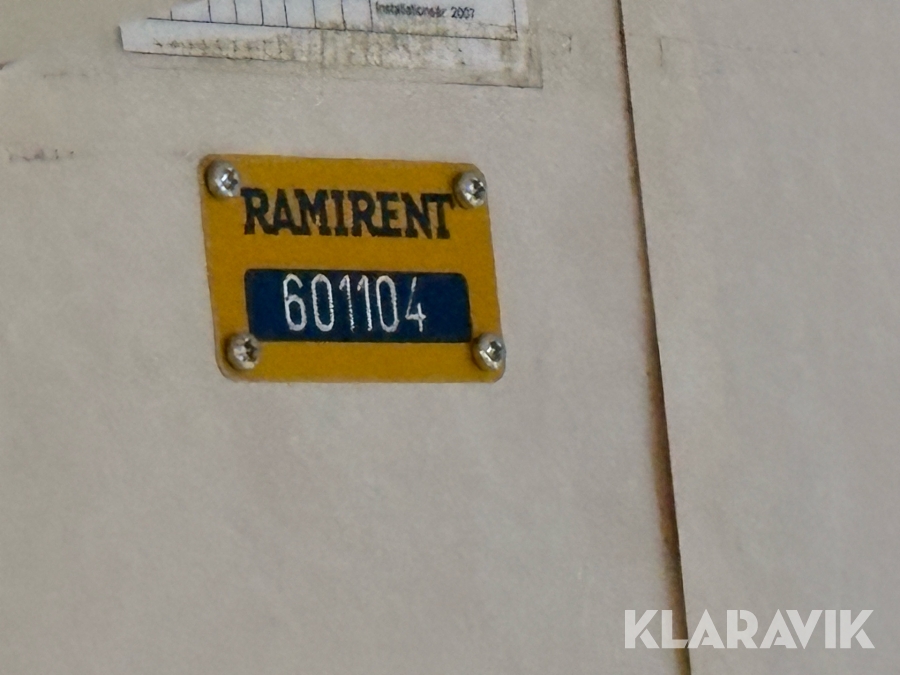 Installationsår: 2007
RAMIRENT
601104
KLARAVIK